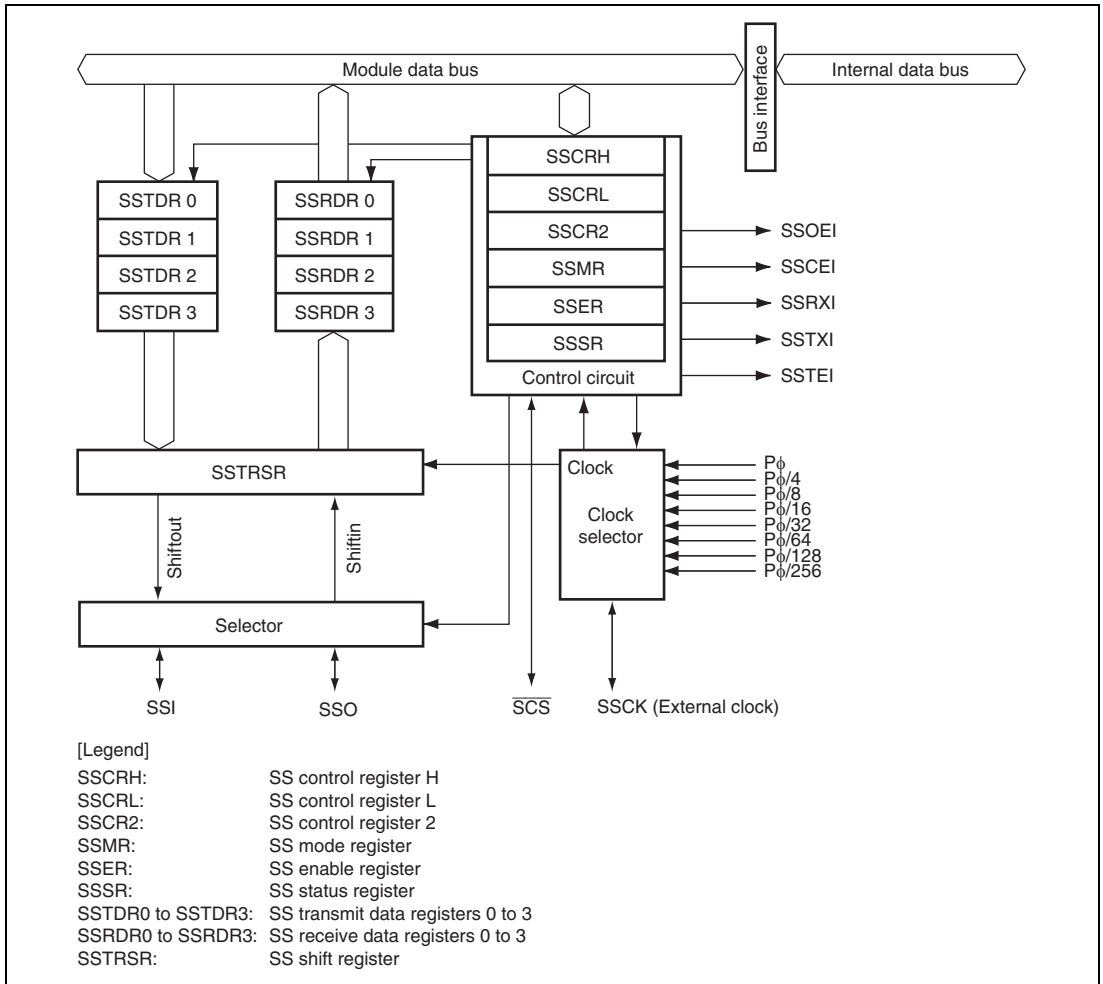 Module data bus
Bus interface
Internal data bus
SSTDR 0
SSTDR 1
SSTDR 2
SSTDR 3
SSRDR 0
SSRDR 1
SSRDR 2
SSRDR 3
SSCRH
SSCRL
SSCR2
SSMR
SSER
SSSR
Control circuit
SSOEI
SSCEI
SSRXI
SSTXI
SSTEI
SSTRSR
Clock
Clock
selector
Pϕ
Pϕ/4
Pϕ/8
Pϕ/16
Pϕ/32
Pϕ/64
Pϕ/128
Pϕ/256
Shiftout
Shiftin
Selector
SSI
SSO
SCS
SSCK (External clock)
[Legend]
SSCRH: SS control register H
SSCRL: SS control register L
SSCR2: SS control register 2
SSMR: SS mode register
SSER: SS enable register
SSSR: SS status register
SSTDR0 to SSTDR3: SS transmit data registers 0 to 3
SSRDR0 to SSRDR3: SS receive data registers 0 to 3
SSTRSR: SS shift register